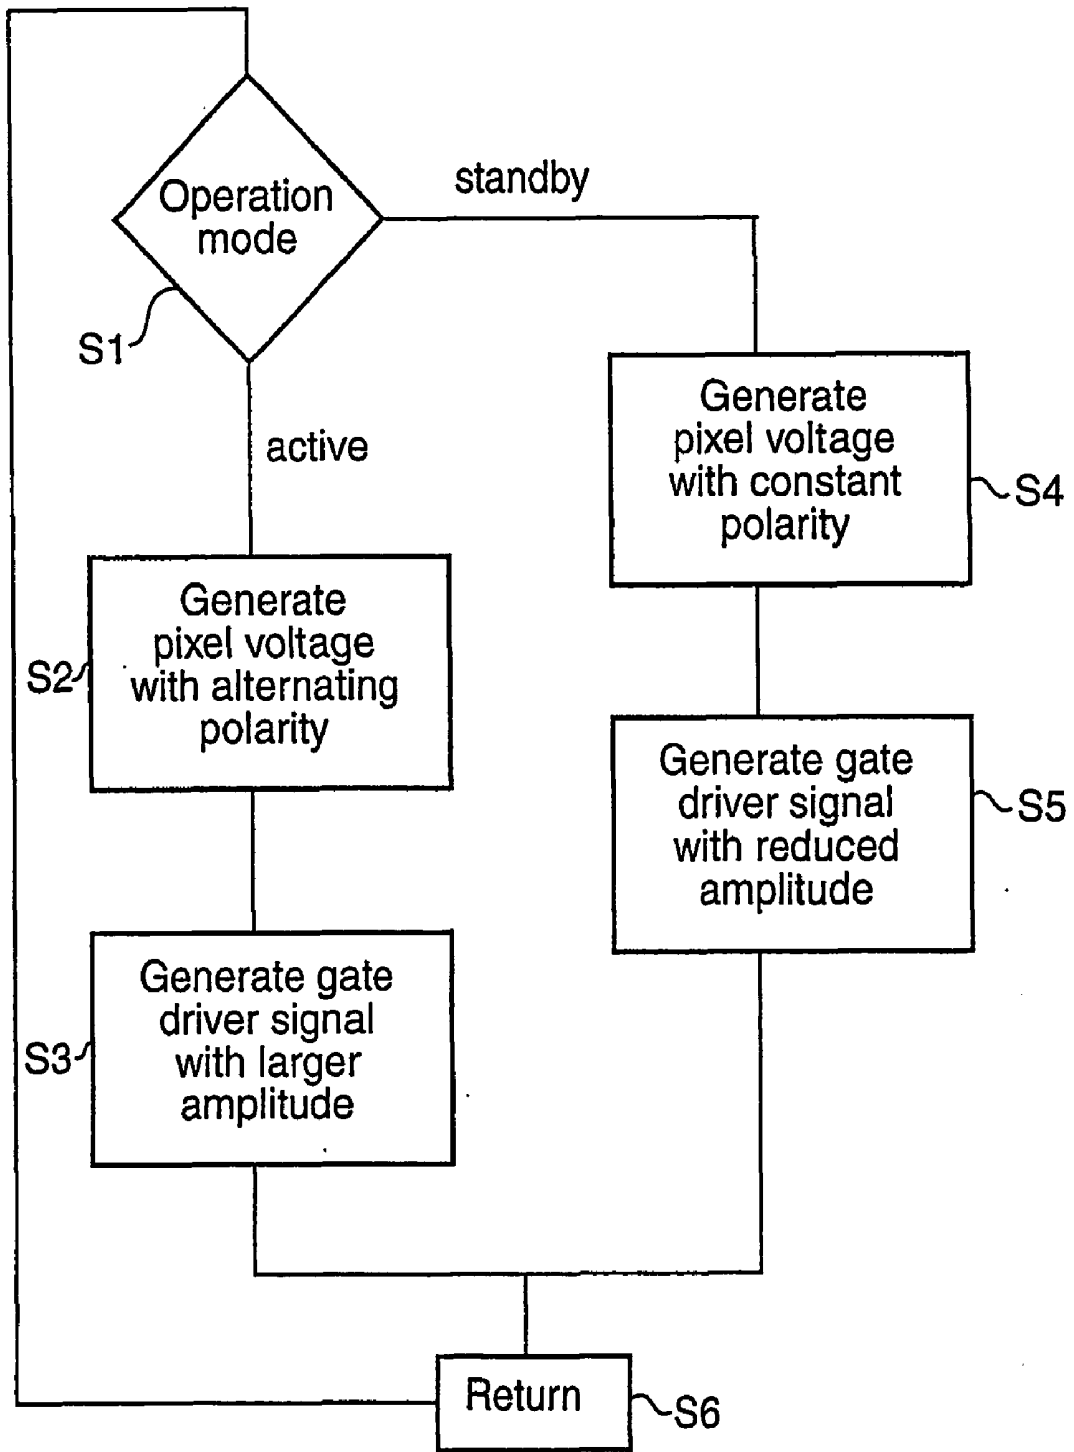 Operation
mode
standby
S1
active
Generate
pixel voltage
with constant
polarity
S4
Generate
pixel voltage
with alternating
polarity
S2
Generate gate
driver signal
with reduced
amplitude
S5
Generate gate
driver signal
with larger
amplitude
S3
Return
S6